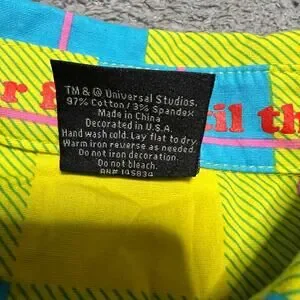 TM & © Universal Studios.
97% Cotton / 3% Spandex
Made in China
Decorated in U.S.A.
Hand wash cold. Lay flat to dry.
Warm iron reverse as needed.
Do not iron decoration.
Do not bleach.
RN# 145834